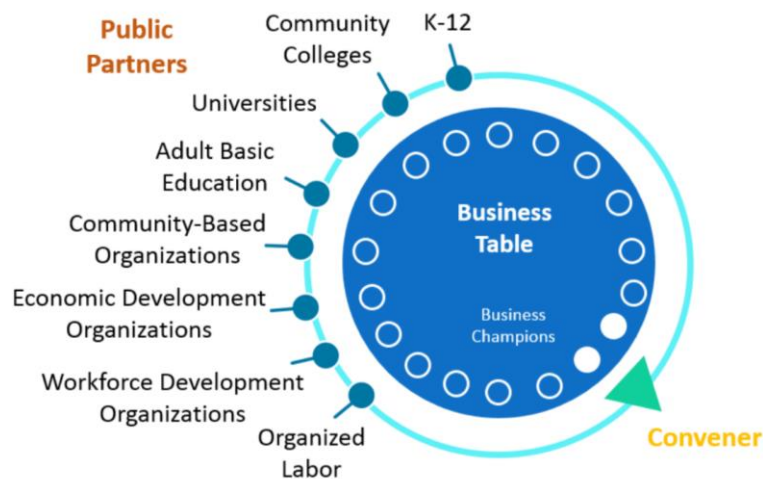 Public
Partners
Community
Colleges
K-12
Universities
Adult Basic
Education
Community-Based
Organizations
Economic Development
Organizations
Workforce Development
Organizations
Organized
Labor
Business
Table
Business
Champions
Convener